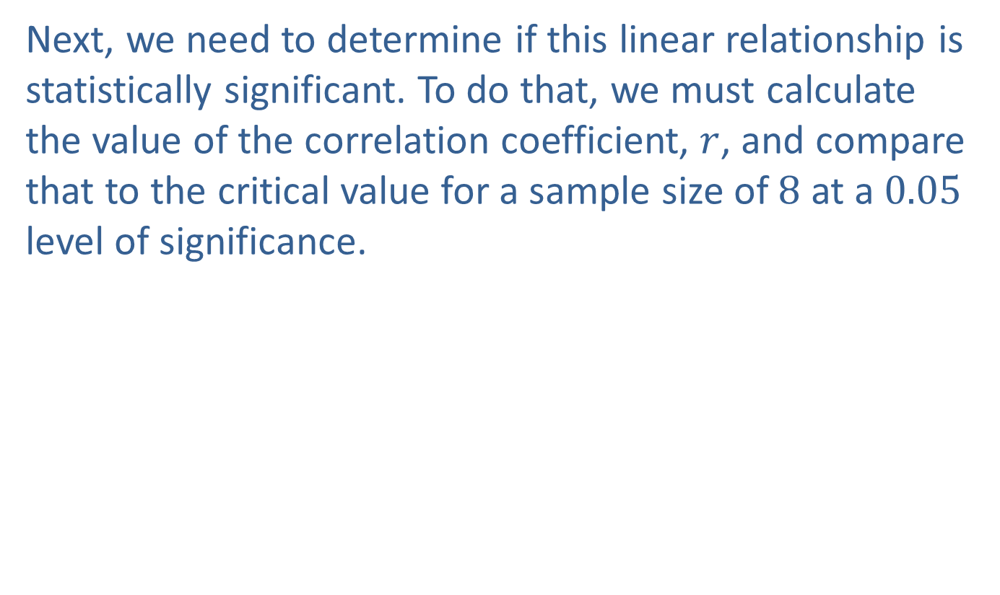 Next, we need to determine if this linear relationship is
statistically significant. To do that, we must calculate
the value of the correlation coefficient, r, and compare
that to the critical value for a sample size of 8 at a 0.05
level of significance.